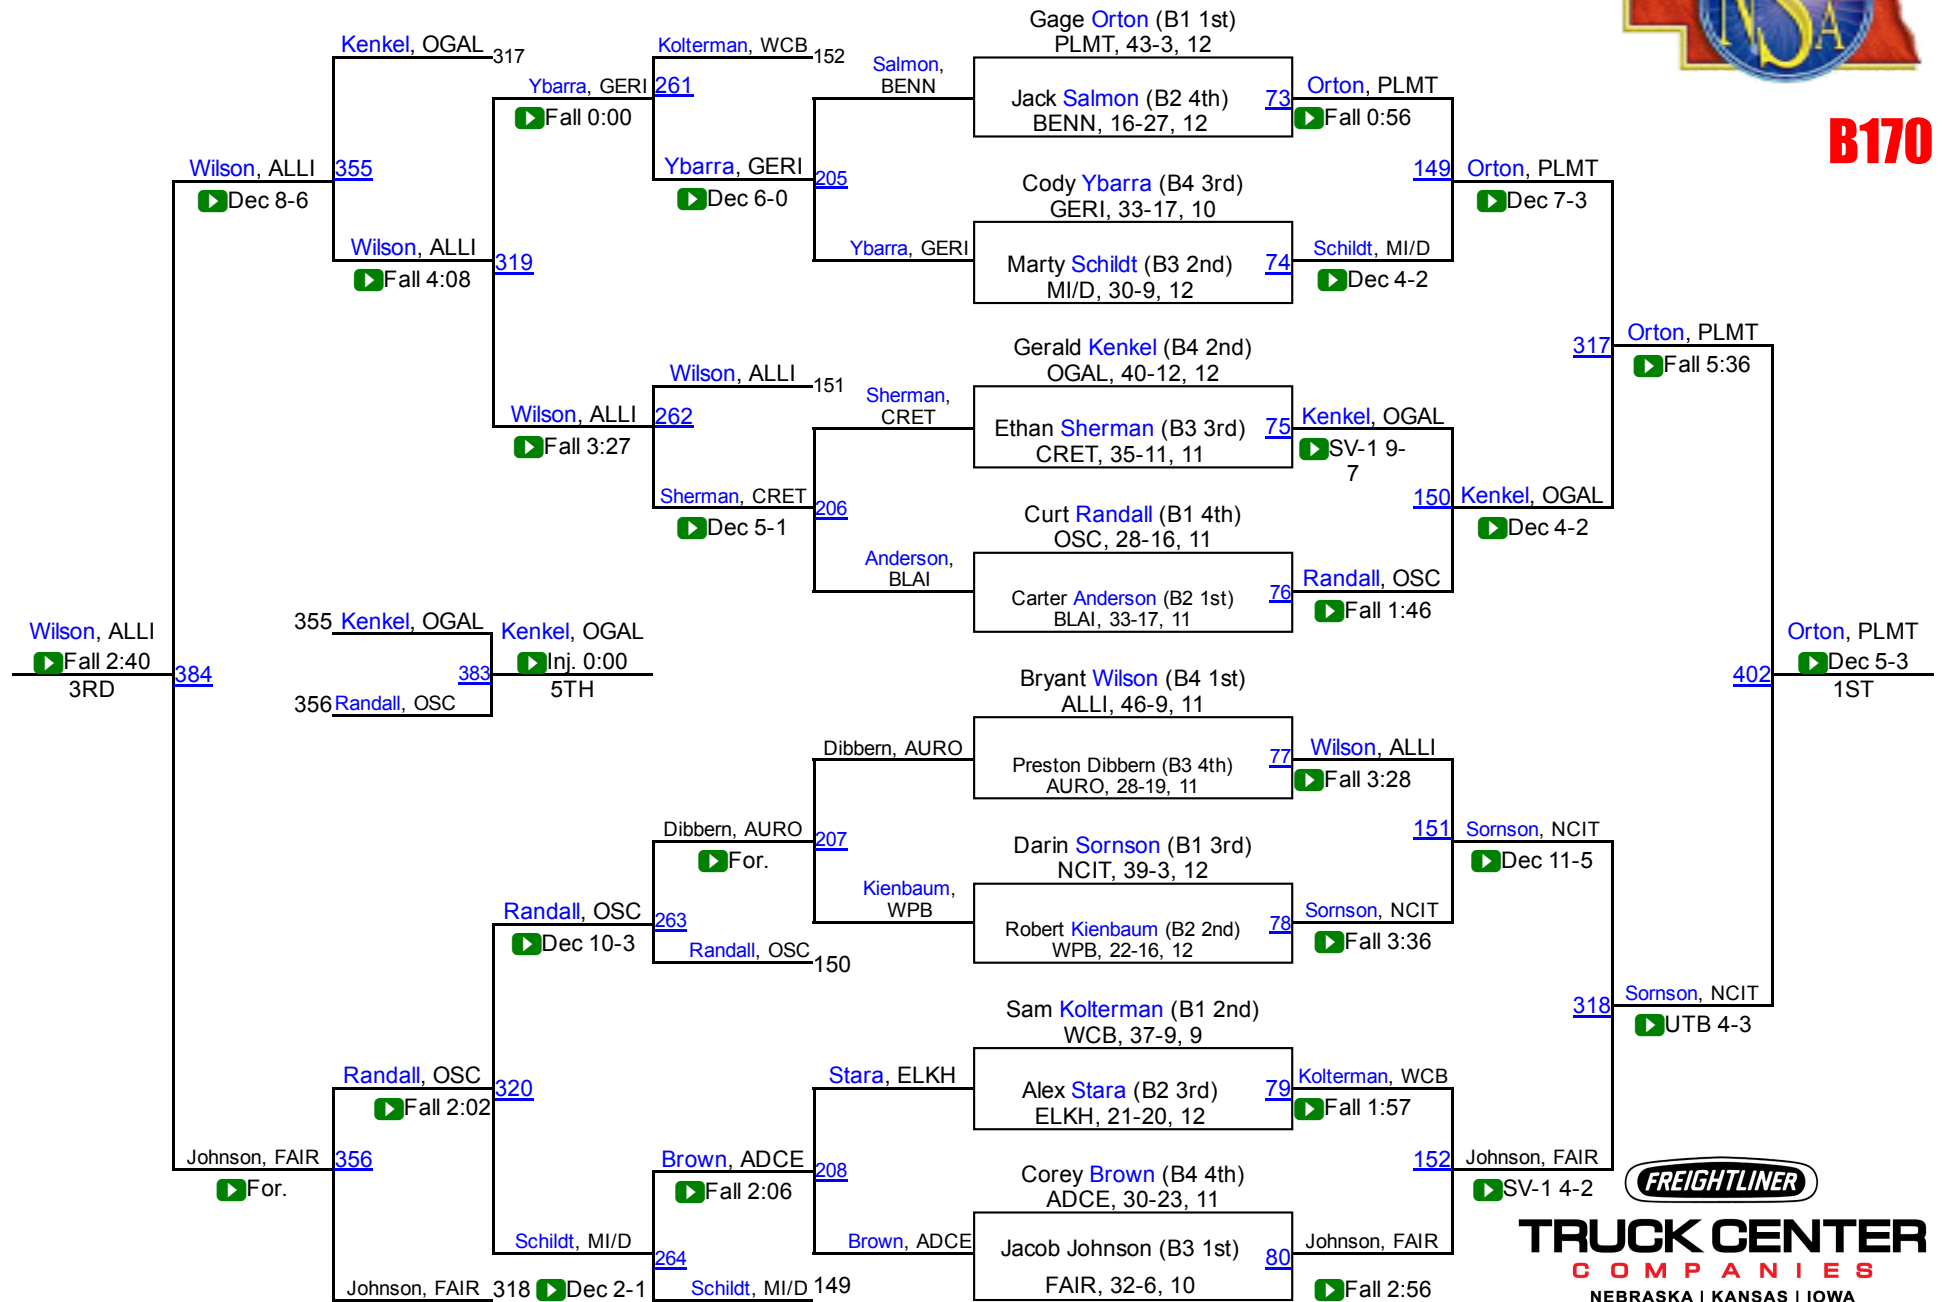 NSA
B170
Gage Orton (B1 1st)
PLMT, 43-3, 12
Jack Salmon (B2 4th)
BENN, 16-27, 12
73
Cody Ybarra (B4 3rd)
GERI, 33-17, 10
Marty Schildt (B3 2nd)
MI/D, 30-9, 12
74
Gerald Kenkel (B4 2nd)
OGAL, 40-12, 12
Ethan Sherman (B3 3rd)
CRET, 35-11, 11
75
Curt Randall (B1 4th)
OSC, 28-16, 11
Carter Anderson (B2 1st)
BLAI, 33-17, 11
76
Bryant Wilson (B4 1st)
ALLI, 46-9, 11
Preston Dibbern (B3 4th)
AURO, 28-19, 11
77
Darin Sornson (B1 3rd)
NCIT, 39-3, 12
Robert Kienbaum (B2 2nd)
WPB, 22-16, 12
78
Sam Kolterman (B1 2nd)
WCB, 37-9, 9
Alex Stara (B2 3rd)
ELKH, 21-20, 12
79
Corey Brown (B4 4th)
ADCE, 30-23, 11
Jacob Johnson (B3 1st)
FAIR, 32-6, 10
80
Orton, PLMT
Fall 0:56
Schildt, MI/D
Dec 4-2
Kenkel, OGAL
SV-1 9-
7
Randall, OSC
Fall 1:46
Wilson, ALLI
Fall 3:28
Sornson, NCIT
Fall 3:36
Kolterman, WCB
Fall 1:57
Johnson, FAIR
Fall 2:56
149
Orton, PLMT
Dec 7-3
150
Kenkel, OGAL
Dec 4-2
151
Sornson, NCIT
Dec 11-5
152
Johnson, FAIR
SV-1 4-2
317
Orton, PLMT
Fall 5:36
318
Sornson, NCIT
UTB 4-3
402
Orton, PLMT
Dec 5-3
1ST
Salmon,
BENN
Ybarra, GERI
205
Sherman,
CRET
Anderson,
BLAI
206
Dibbern, AURO
Kienbaum,
WPB
207
Stara, ELKH
Brown, ADCE
208
Kolterman, WCB
152
Ybarra, GERI
Dec 6-0
261
Wilson, ALLI
151
Sherman, CRET
Dec 5-1
262
Dibbern, AURO
For.
Randall, OSC
150
263
Brown, ADCE
Fall 2:06
Schildt, MI/D
149
264
Ybarra, GERI
Fall 0:00
Wilson, ALLI
Fall 3:27
319
Randall, OSC
Dec 10-3
Schildt, MI/D
Dec 2-1
320
Kenkel, OGAL
317
Wilson, ALLI
Fall 4:08
355
Randall, OSC
Fall 2:02
Johnson, FAIR
318
356
Wilson, ALLI
Dec 8-6
Johnson, FAIR
For.
384
Wilson, ALLI
Fall 2:40
3RD
355
Kenkel, OGAL
356
Randall, OSC
383
Kenkel, OGAL
Inj. 0:00
5TH
FREIGHTLINER
TRUCK CENTER
COMPANIES
NEBRASKA | KANSAS | IOWA